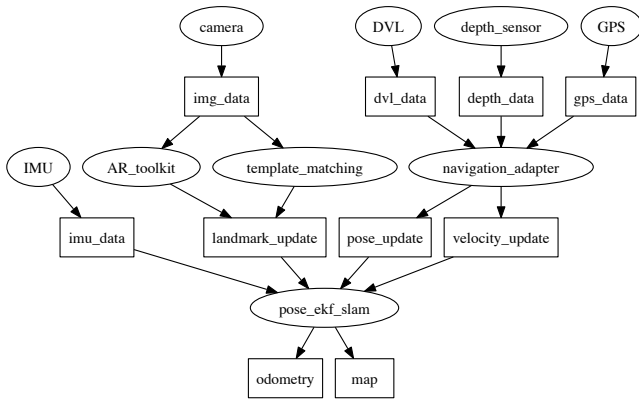 camera
DVL
depth_sensor
GPS
img_data
dvl_data
depth_data
gps_data
IMU
AR_toolkit
template_matching
navigation_adapter
imu_data
landmark_update
pose_update
velocity_update
pose_ekf_slam
odometry
map